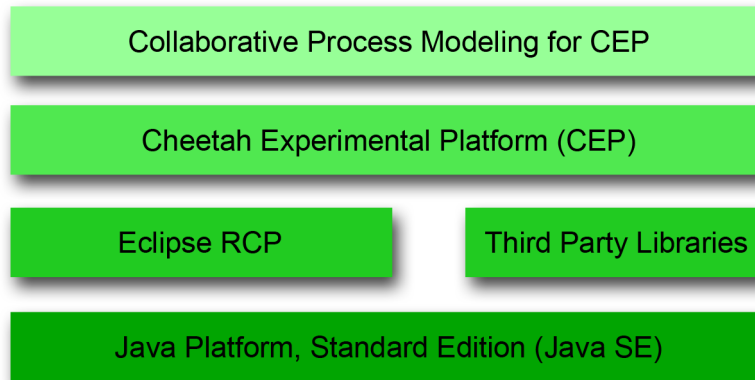 Collaborative Process Modeling for CEP
Cheetah Experimental Platform (CEP)
Eclipse RCP
Third Party Libraries
Java Platform, Standard Edition (Java SE)